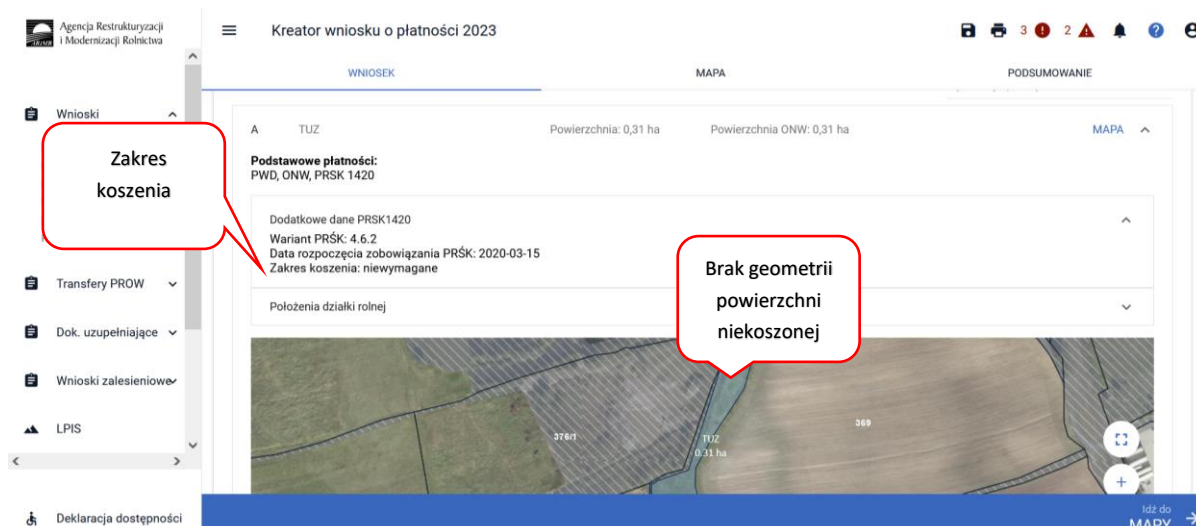 Agencja Restrukturyzacji
i Modernizacji Rolnictwa
ARiMR
Kreator wniosku o płatności 2023
3
2
WNIOSEK
MAPA
PODSUMOWANIE
Wnioski
Transfery PROW
Dok. uzupełniające
Wnioski zalesieniowe
LPIS
Deklaracja dostępności
Zakres
koszenia
A TUZ Powierzchnia: 0,31 ha Powierzchnia ONW: 0,31 ha MAPA
Podstawowe płatności:
PWD, ONW, PRSK 1420
Dodatkowe dane PRSK1420
Wariant PRŚK: 4.6.2
Data rozpoczęcia zobowiązania PRŚK: 2020-03-15
Zakres koszenia: niewymagane
Położenia działki rolnej
Brak geometrii
powierzchni
niekoszonej
376/1
TUZ
0.31 ha
369
Idź do
MAPY